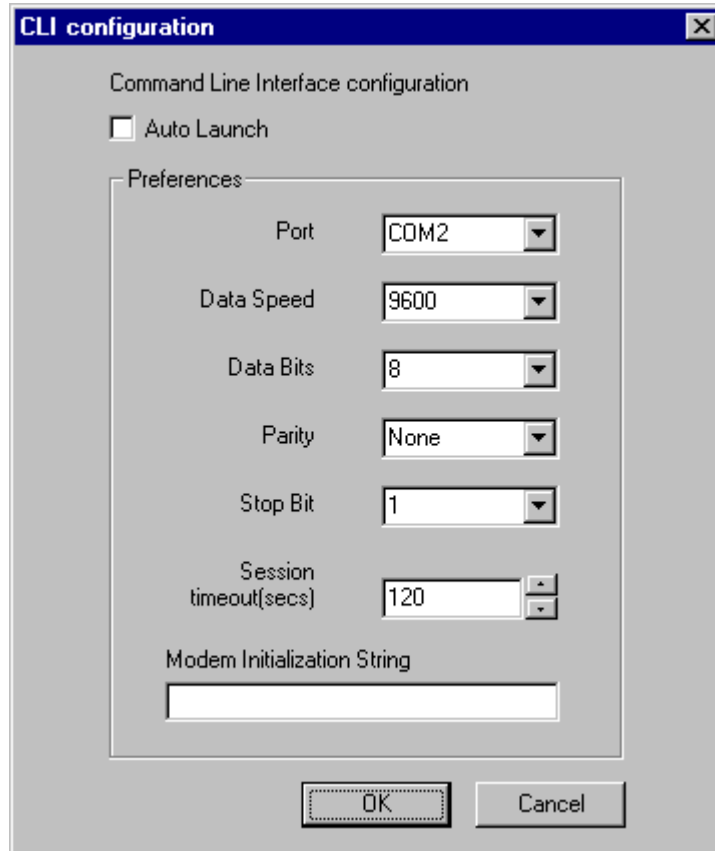 CLI configuration
Command Line Interface configuration
Auto Launch
Preferences
Port COM2
Data Speed 9600
Data Bits 8
Parity None
Stop Bit 1
Session
timeout(secs) 120
Modem Initialization String
OK Cancel